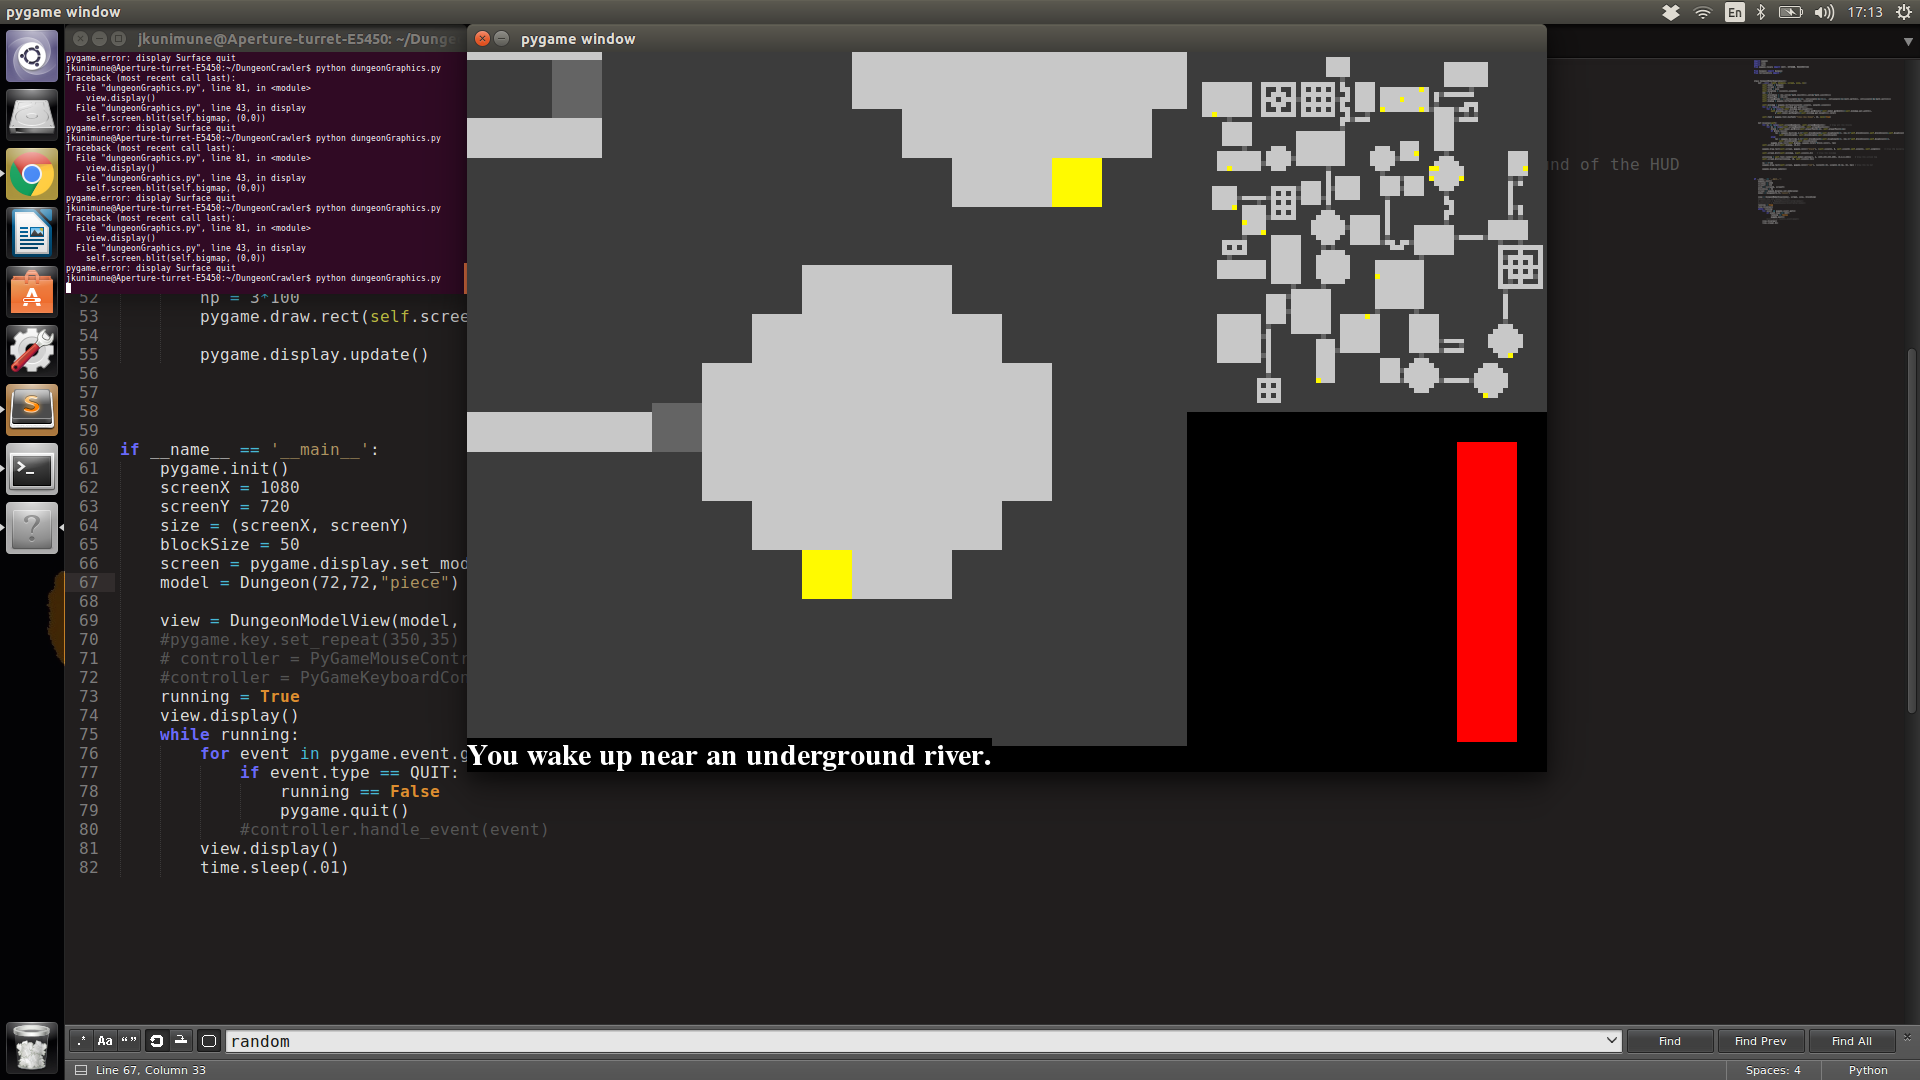 pygame window
En
17:13
jkunimune@Aperture-turret-E5450: ~/Dunge
pygame window
pygame.error: display Surface quit
jkunimune@Aperture-turret-E5450:~/DungeonCrawler$ python dungeonGraphics.py
Traceback (most recent call last):
  File "dungeonGraphics.py", line 81, in <module>
    view.display()
  File "dungeonGraphics.py", line 43, in display
    self.screen.blit(self.bigmap, (0,0))
pygame.error: display Surface quit
jkunimune@Aperture-turret-E5450:~/DungeonCrawler$ python dungeonGraphics.py
Traceback (most recent call last):
  File "dungeonGraphics.py", line 81, in <module>
    view.display()
  File "dungeonGraphics.py", line 43, in display
    self.screen.blit(self.bigmap, (0,0))
pygame.error: display Surface quit
jkunimune@Aperture-turret-E5450:~/DungeonCrawler$ python dungeonGraphics.py
Traceback (most recent call last):
  File "dungeonGraphics.py", line 81, in <module>
    view.display()
  File "dungeonGraphics.py", line 43, in display
    self.screen.blit(self.bigmap, (0,0))
pygame.error: display Surface quit
jkunimune@Aperture-turret-E5450:~/DungeonCrawler$ python dungeonGraphics.py
nd of the HUD
52 hp = 3*100
53 pygame.draw.rect(self.scree
54
55 pygame.display.update()
56
57
58
59
60 if __name__ == '__main__':
61 pygame.init()
62 screenX = 1080
63 screenY = 720
64 size = (screenX, screenY)
65 blockSize = 50
66 screen = pygame.display.set_mod
67 model = Dungeon(72,72,"piece")
68
69 view = DungeonModelView(model,
70 #pygame.key.set_repeat(350,35)
71 # controller = PyGameMouseContr
72 #controller = PyGameKeyboardCon
73 running = True
74 view.display()
75 while running:
76 for event in pygame.event.g
77 if event.type == QUIT:
78 running == False
79 pygame.quit()
80 #controller.handle_event(event)
81 view.display()
82 time.sleep(.01)
You wake up near an underground river.
.* Aa “” random Find Find Prev Find All
Line 67, Column 33 Spaces: 4 Python